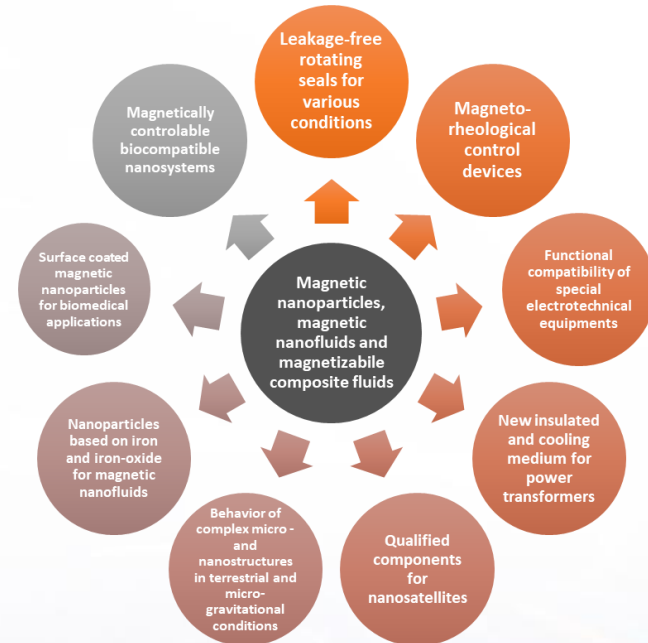 Leakage-free
rotating
seals for
various
conditions
Magneto-
rheological
control
devices
Functional
compatibility of
special
electrotechnical
equipments
New insulated
and cooling
medium for
power
transformers
Qualified
components
for
nanosatellites
Behavior of
complex micro -
and
nanostructures
in terrestrial and
micro-
gravitational
conditions
Nanoparticles
based on iron
and iron-oxide
for magnetic
nanofluids
Surface coated
magnetic
nanoparticles
for biomedical
applications
Magnetically
controlable
biocompatible
nanosystems
Magnetic
nanoparticles,
magnetic
nanofluids and
magnetizabile
composite fluids